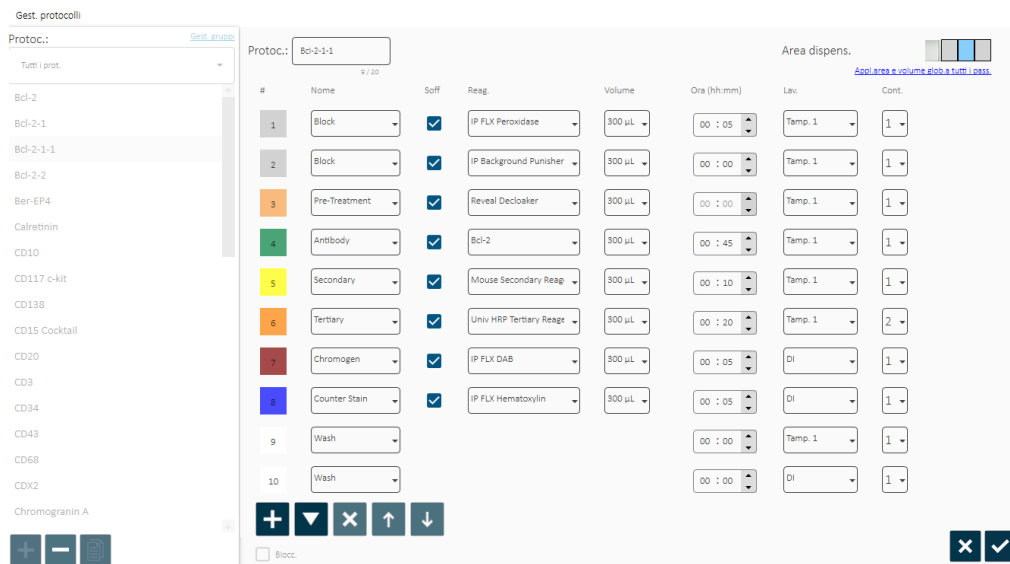 Gest. protocolli
Protoc.:
Gest. gruppi
Tutti i prot.
Bcl-2
Bcl-2-1
Bcl-2-1-1
Bcl-2-2
Ber-EP4
Calretinin
CD10
CD117 c-kit
CD138
CD15 Cocktail
CD20
CD3
CD34
CD43
CD68
CDX2
Chromogranin A
Protoc.: Bcl-2-1-1
9 / 20
Area dispens.
Appl.area e volume glob.a tutti i pass.
# Nome Soff Reag. Volume Ora (hh:mm) Lav. Cont.
1 Block IP FLX Peroxidase 300 µL 00 : 05 Tamp. 1 1
2 Block IP Background Punisher 300 µL 00 : 00 Tamp. 1 1
3 Pre-Treatment Reveal Decloaker 300 µL 00 : 00 Tamp. 1 1
4 Antibody Bcl-2 300 µL 00 : 45 Tamp. 1 1
5 Secondary Mouse Secondary Reag 300 µL 00 : 10 Tamp. 1 1
6 Tertiary Univ HRP Tertiary Reage 300 µL 00 : 20 Tamp. 1 2
7 Chromogen IP FLX DAB 300 µL 00 : 05 DI 1
8 Counter Stain IP FLX Hematoxylin 300 µL 00 : 05 DI 1
9 Wash 00 : 00 Tamp. 1 1
10 Wash 00 : 00 DI 1
Blocc.